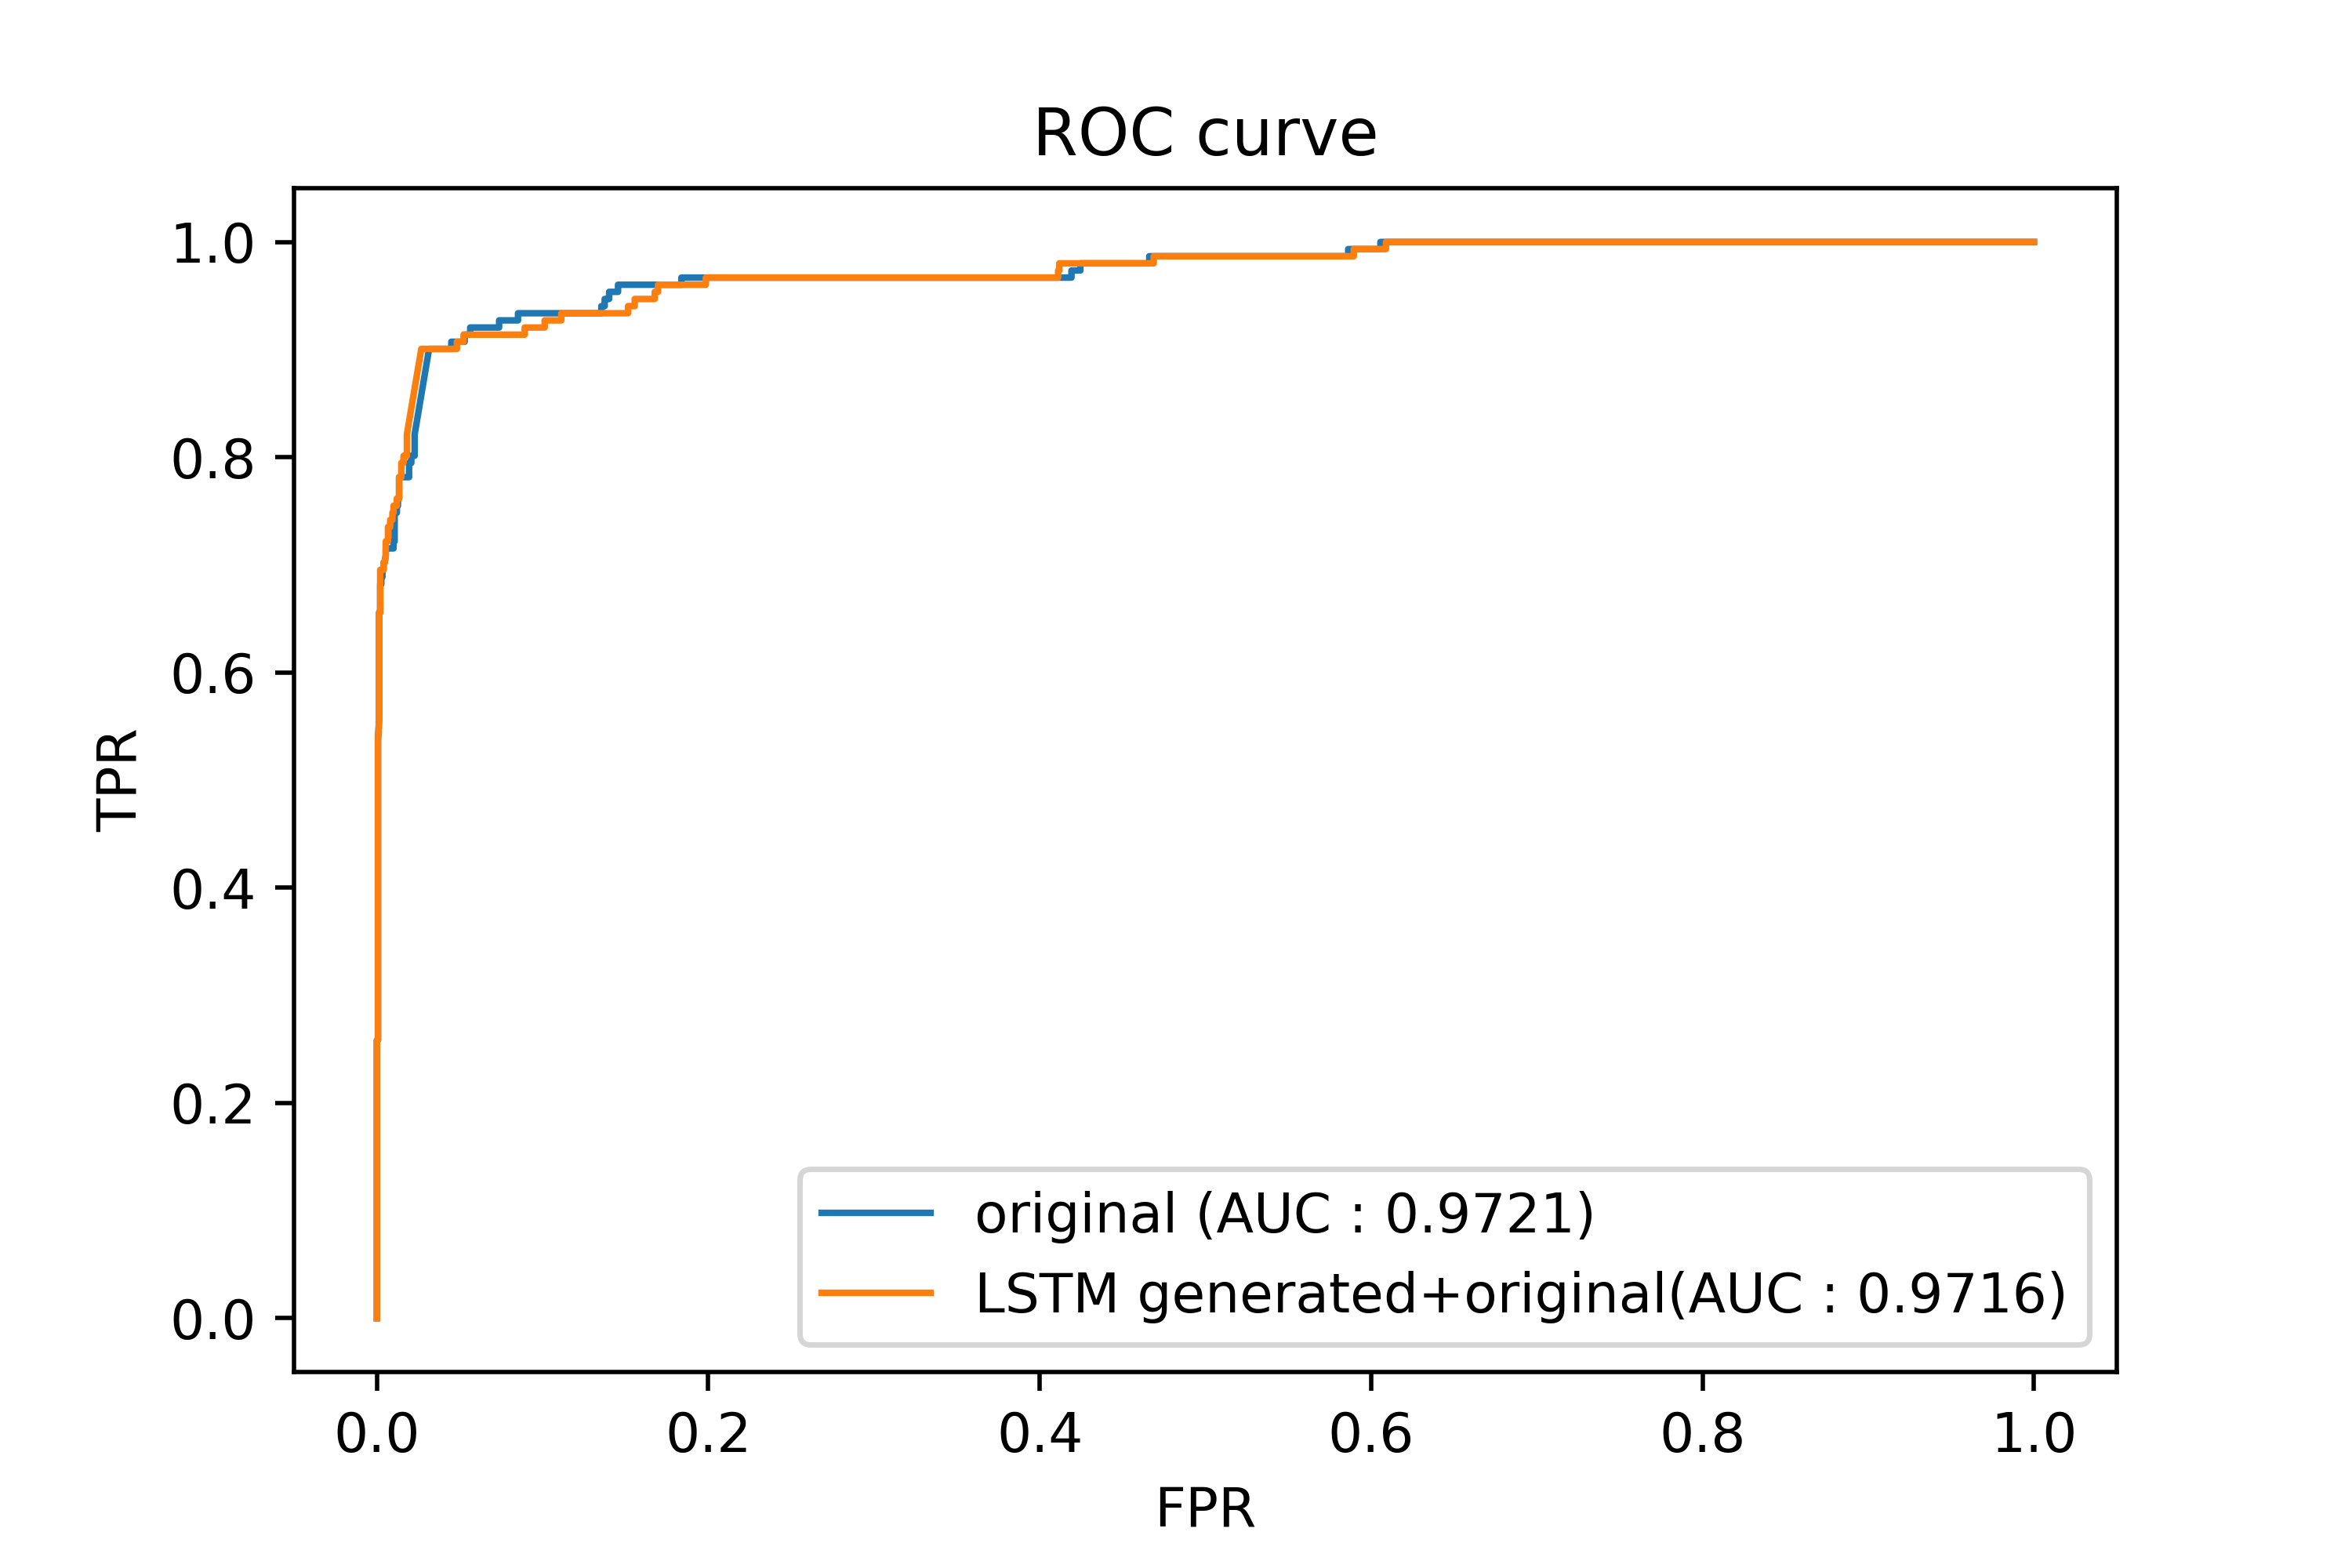 ROC curve
1.0
0.8
0.6
0.4
0.2
0.0
TPR
original (AUC : 0.9721)
LSTM generated+original(AUC : 0.9716)
0.0 0.2 0.4 0.6 0.8 1.0
FPR